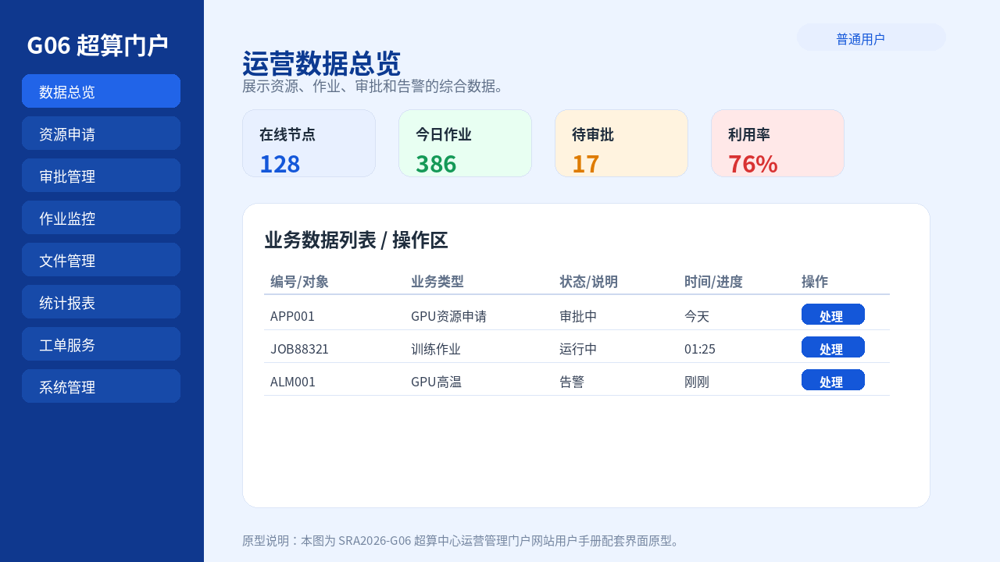 G06 超算门户
数据总览
资源申请
审批管理
作业监控
文件管理
统计报表
工单服务
系统管理
普通用户
运营数据总览
展示资源、作业、审批和告警的综合数据。
在线节点
128
今日作业
386
待审批
17
利用率
76%
业务数据列表 / 操作区
编号/对象 业务类型 状态/说明 时间/进度 操作
APP001 GPU资源申请 审批中 今天 处理
JOB88321 训练作业 运行中 01:25 处理
ALM001 GPU高温 告警 刚刚 处理
原型说明：本图为 SRA2026-G06 超算中心运营管理门户网站用户手册配套界面原型。